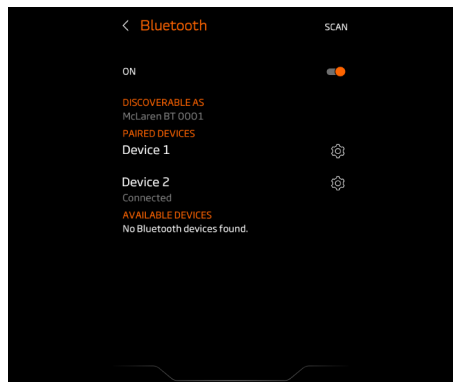 Bluetooth SCAN
ON
DISCOVERABLE AS
McLaren BT 0001
PAIRED DEVICES
Device 1
Device 2
Connected
AVAILABLE DEVICES
No Bluetooth devices found.